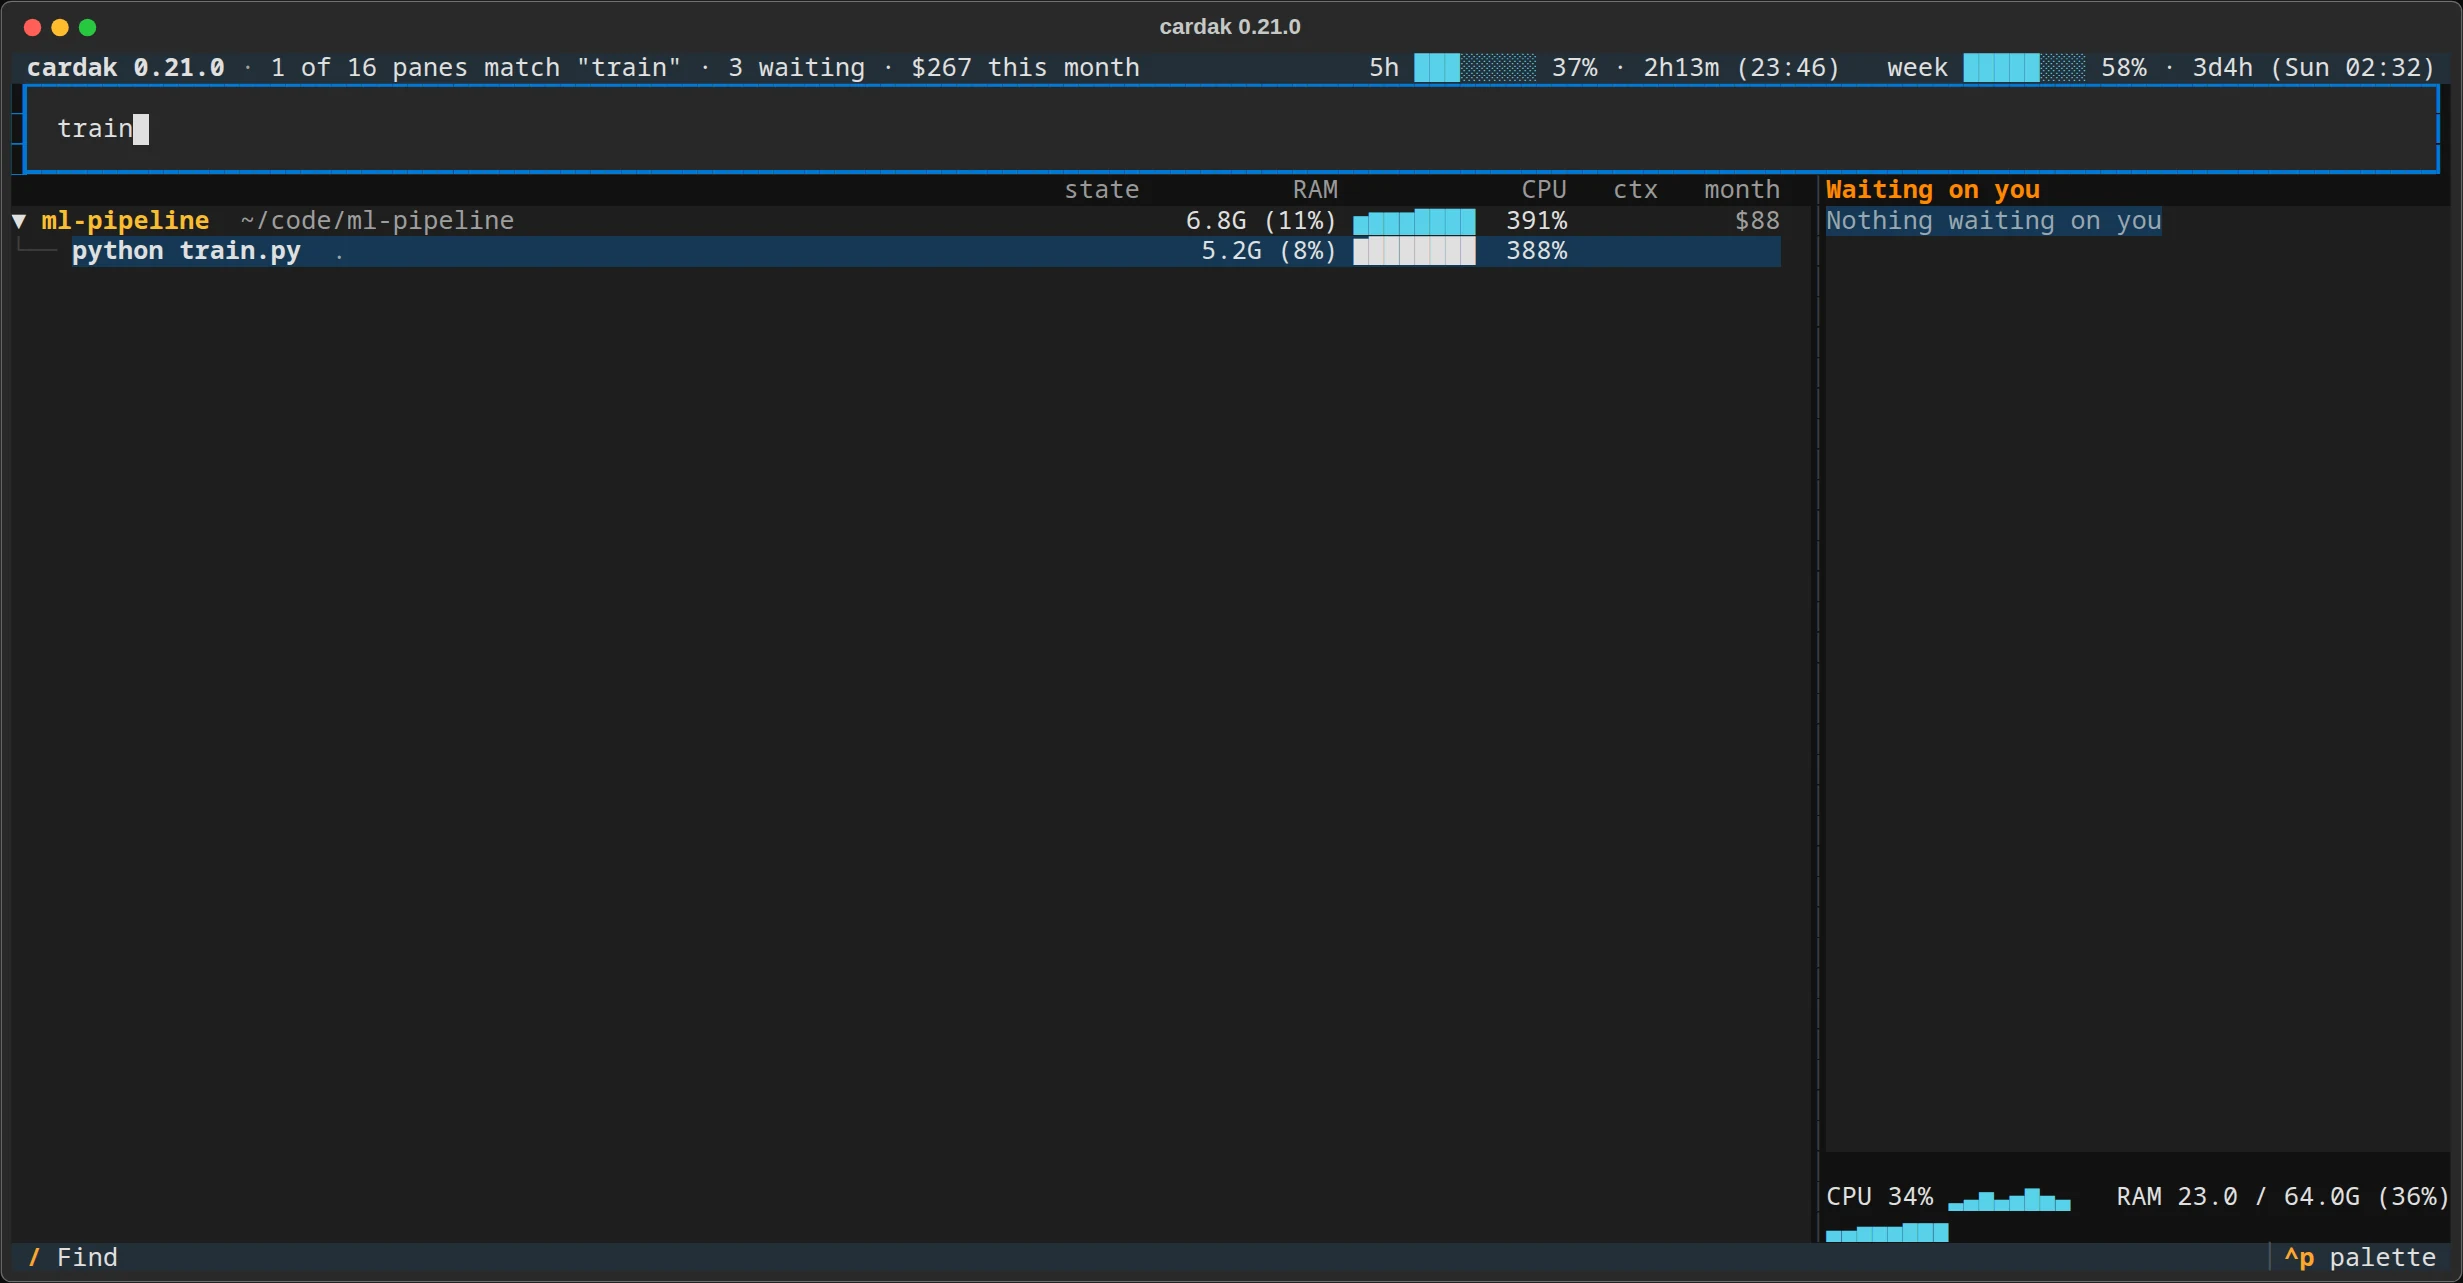 cardak 0.21.0
cardak 0.21.0 · 1 of 16 panes match "train" · 3 waiting · $267 this month 5h 37% · 2h13m (23:46) week 58% · 3d4h (Sun 02:32)
train
state RAM CPU ctx month
▼ ml-pipeline ~/code/ml-pipeline 6.8G (11%) 391% $88
python train.py . 5.2G (8%) 388%
Waiting on you
Nothing waiting on you
CPU 34% RAM 23.0 / 64.0G (36%)
/ Find ^p palette